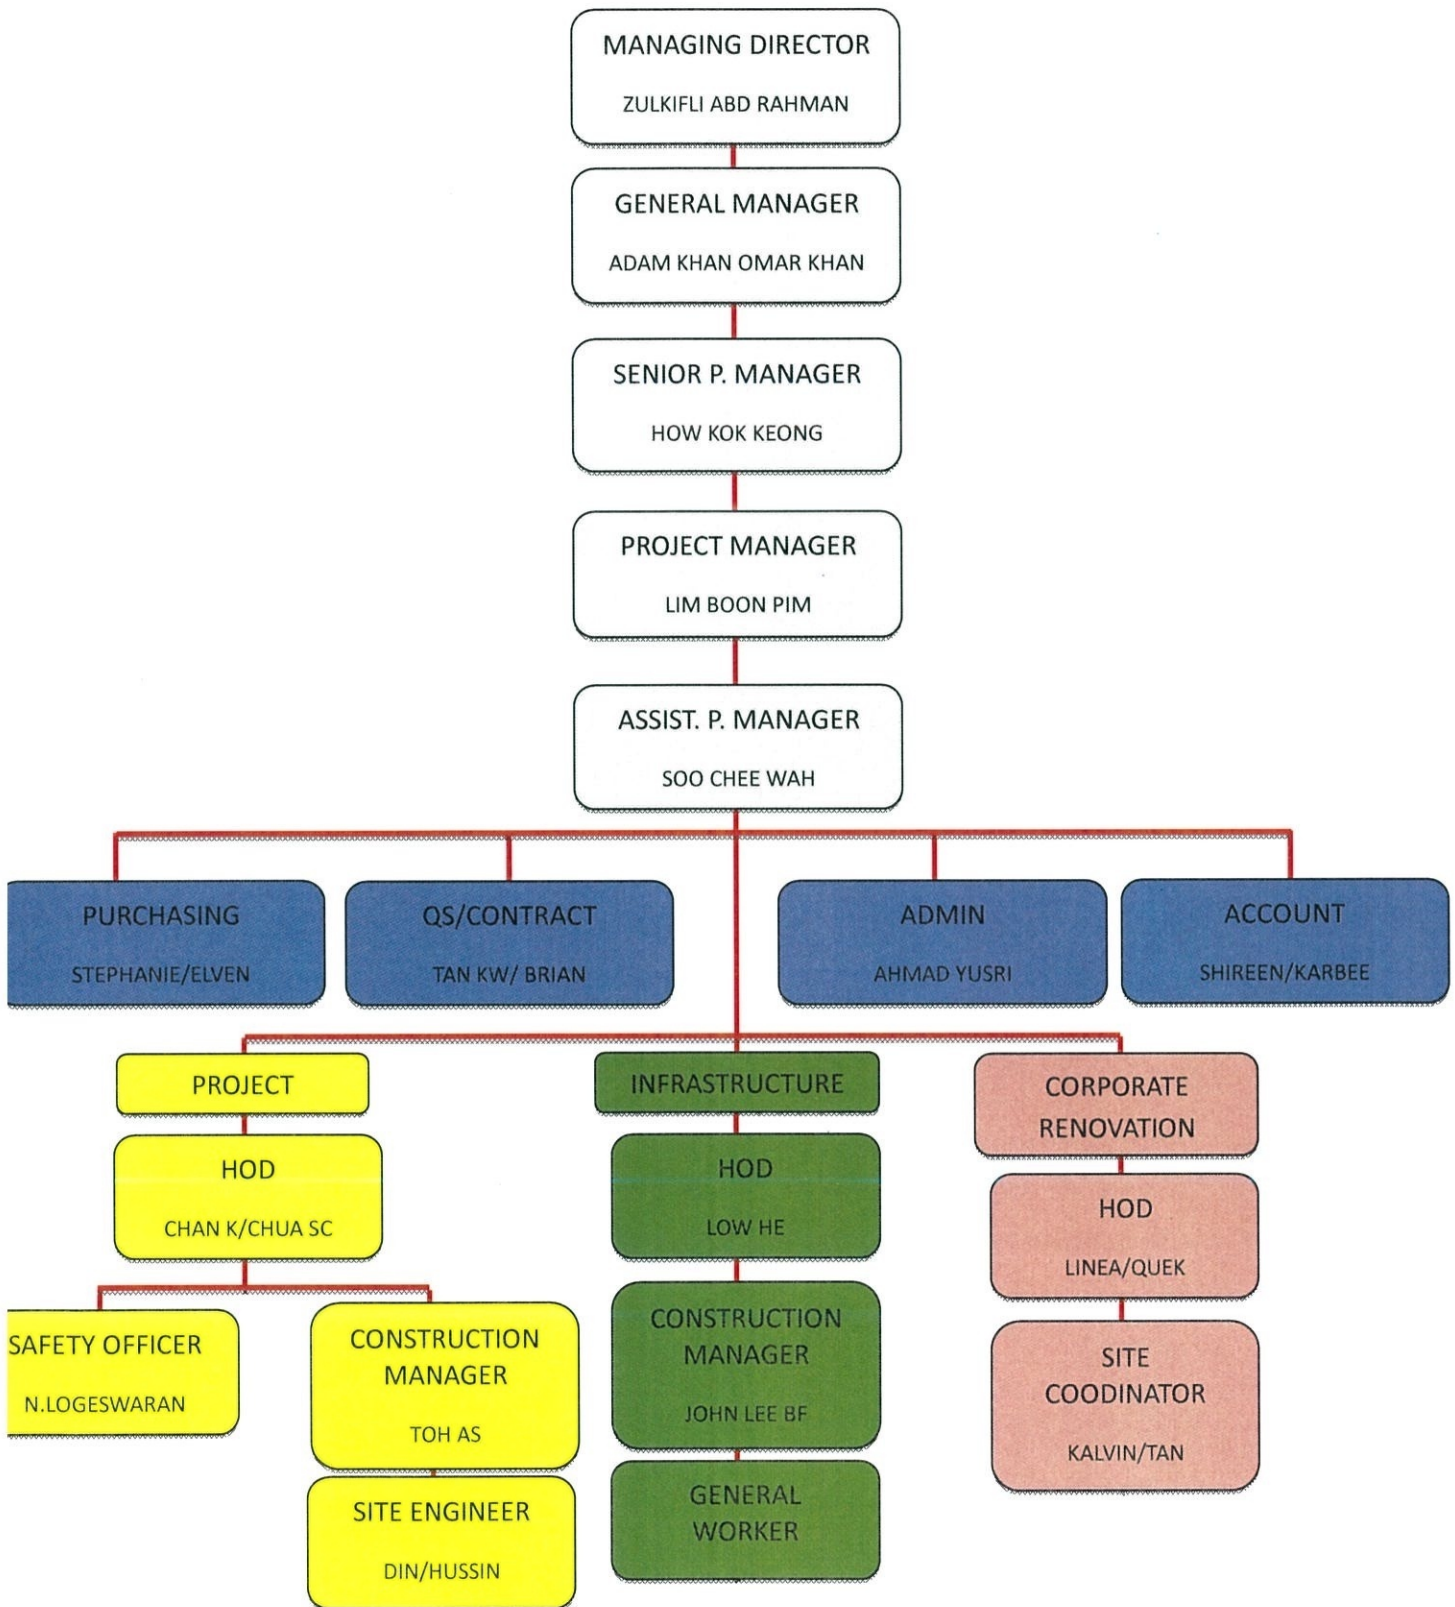 MANAGING DIRECTOR
ZULKIFLI ABD RAHMAN
GENERAL MANAGER
ADAM KHAN OMAR KHAN
SENIOR P. MANAGER
HOW KOK KEONG
PROJECT MANAGER
LIM BOON PIM
ASSIST. P. MANAGER
SOO CHEE WAH
PURCHASING
STEPHANIE/ELVEN
QS/CONTRACT
TAN KW/ BRIAN
ADMIN
AHMAD YUSRI
ACCOUNT
SHIREEN/KARBEE
PROJECT
HOD
CHAN K/CHUA SC
SAFETY OFFICER
N.LOGESWARAN
CONSTRUCTION
MANAGER
TOH AS
SITE ENGINEER
DIN/HUSSIN
INFRASTRUCTURE
HOD
LOW HE
CONSTRUCTION
MANAGER
JOHN LEE BF
GENERAL
WORKER
CORPORATE
RENOVATION
HOD
LINEA/QUEK
SITE
COODINATOR
KALVIN/TAN